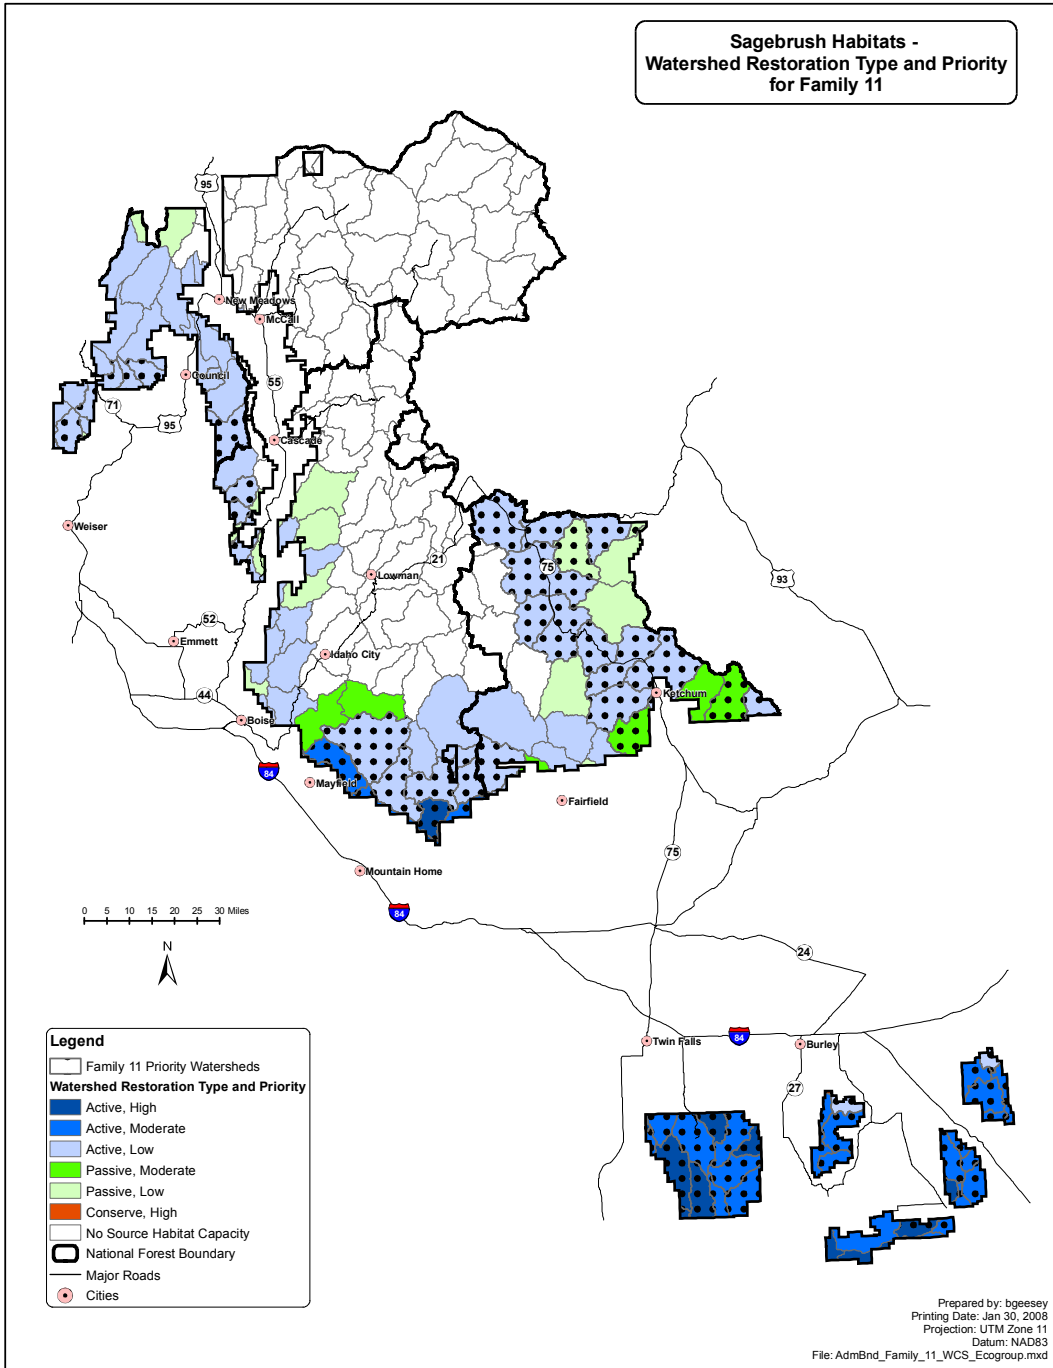 Sagebrush Habitats -
Watershed Restoration Type and Priority
for Family 11
95
New Meadows
McCall
Council
55
71
95
Cascade
Weiser
21
75
93
Lowman
52
Emmett
Idaho City
44
Ketchum
Boise
84
Mayfield
Fairfield
75
Mountain Home
84
0 5 10 15 20 25 30 Miles
N
24
Twin Falls
84
Burley
27
Legend
Family 11 Priority Watersheds
Watershed Restoration Type and Priority
Active, High
Active, Moderate
Active, Low
Passive, Moderate
Passive, Low
Conserve, High
No Source Habitat Capacity
National Forest Boundary
Major Roads
Cities
Prepared by: bgeesey
Printing Date: Jan 30, 2008
Projection: UTM Zone 11
Datum: NAD83
File: AdmBnd_Family_11_WCS_Ecogroup.mxd